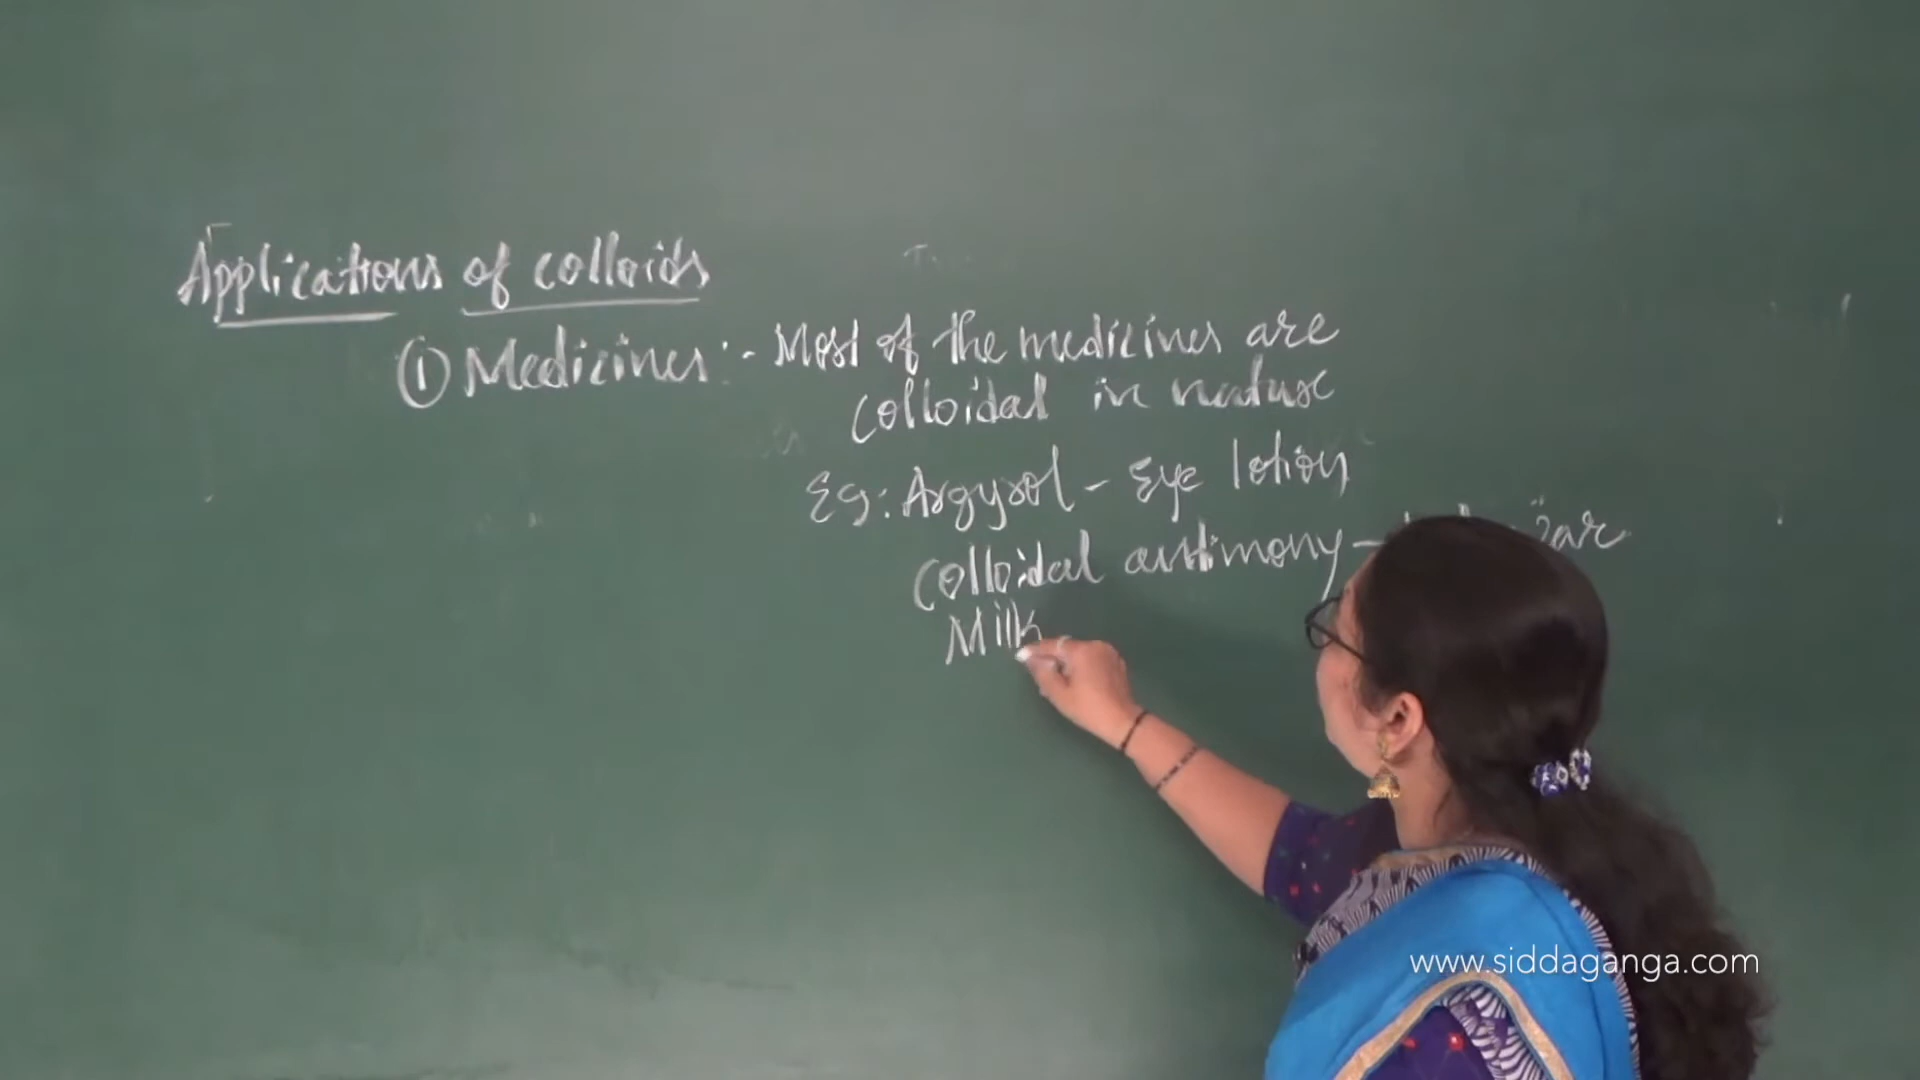 Applications of colloids
① Medicines:- Most of the medicines are
colloidal in nature
Eg: Argyrol - Eye lotion
Colloidal antimony -
Milk
www.siddaganga.com